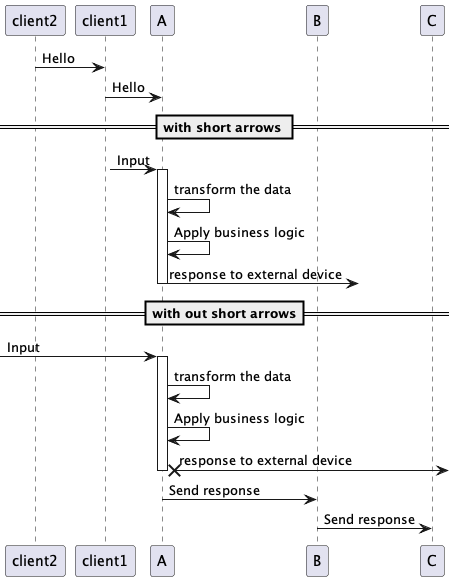 client2 client1 A B C
Hello
Hello
with short arrows
Input
transform the data
Apply business logic
response to external device
with out short arrows
Input
transform the data
Apply business logic
response to external device
Send response
Send response
client2 client1 A B C